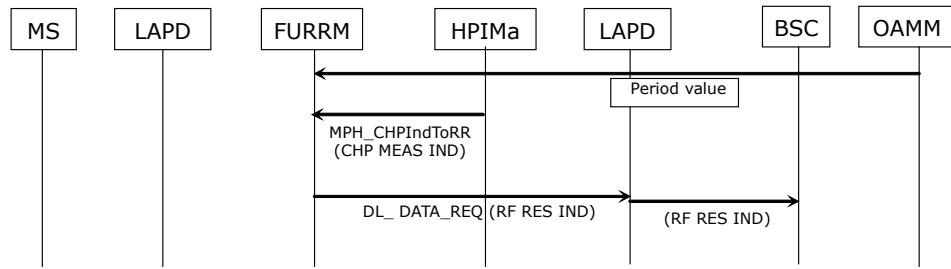 MS
LAPD
FURRM
HPIMa
LAPD
BSC
OAMM
Period value
MPH_CHPIndToRR
(CHP MEAS IND)
DL_ DATA_REQ (RF RES IND)
(RF RES IND)